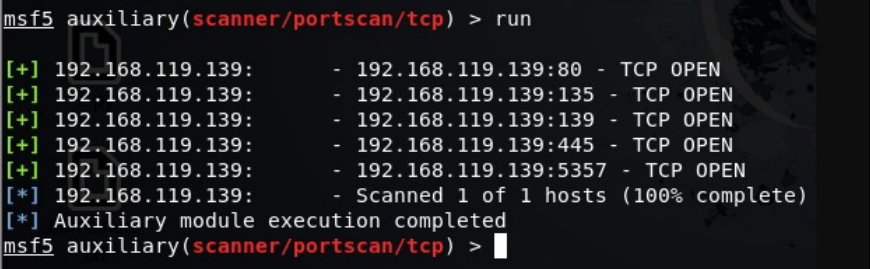 msf5 auxiliary(scanner/portscan/tcp) > run
[+] 192.168.119.139:      - 192.168.119.139:80 - TCP OPEN
[+] 192.168.119.139:      - 192.168.119.139:135 - TCP OPEN
[+] 192.168.119.139:      - 192.168.119.139:139 - TCP OPEN
[+] 192.168.119.139:      - 192.168.119.139:445 - TCP OPEN
[+] 192.168.119.139:      - 192.168.119.139:5357 - TCP OPEN
[*] 192.168.119.139:      - Scanned 1 of 1 hosts (100% complete)
[*] Auxiliary module execution completed
msf5 auxiliary(scanner/portscan/tcp) >